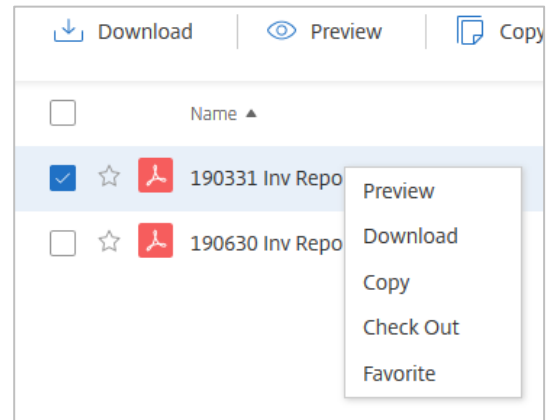 Download Preview Copy
Name
190331 Inv Repo
Preview
Download
190630 Inv Repo
Copy
Check Out
Favorite